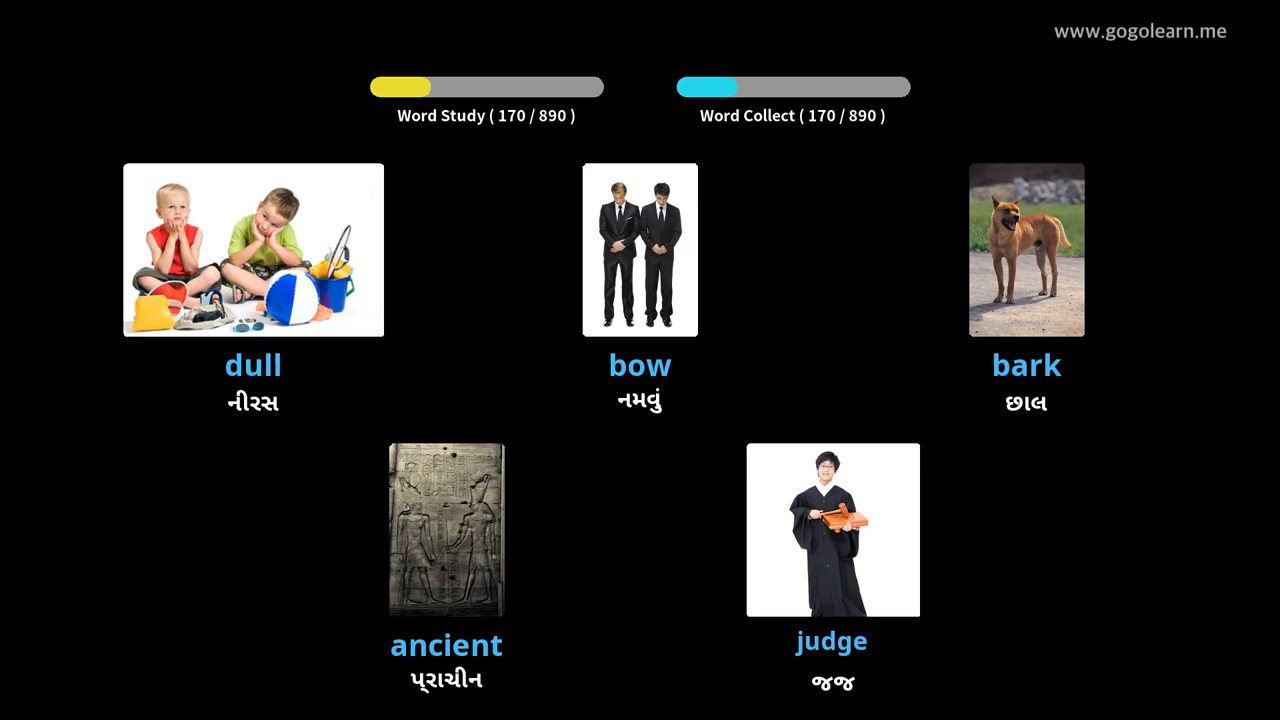 www.gogolearn.me
Word Study ( 170 / 890 )
Word Collect ( 170 / 890 )
dull
નીરસ
bow
નમવું
bark
છાલ
ancient
પ્રાચીન
judge
જજ